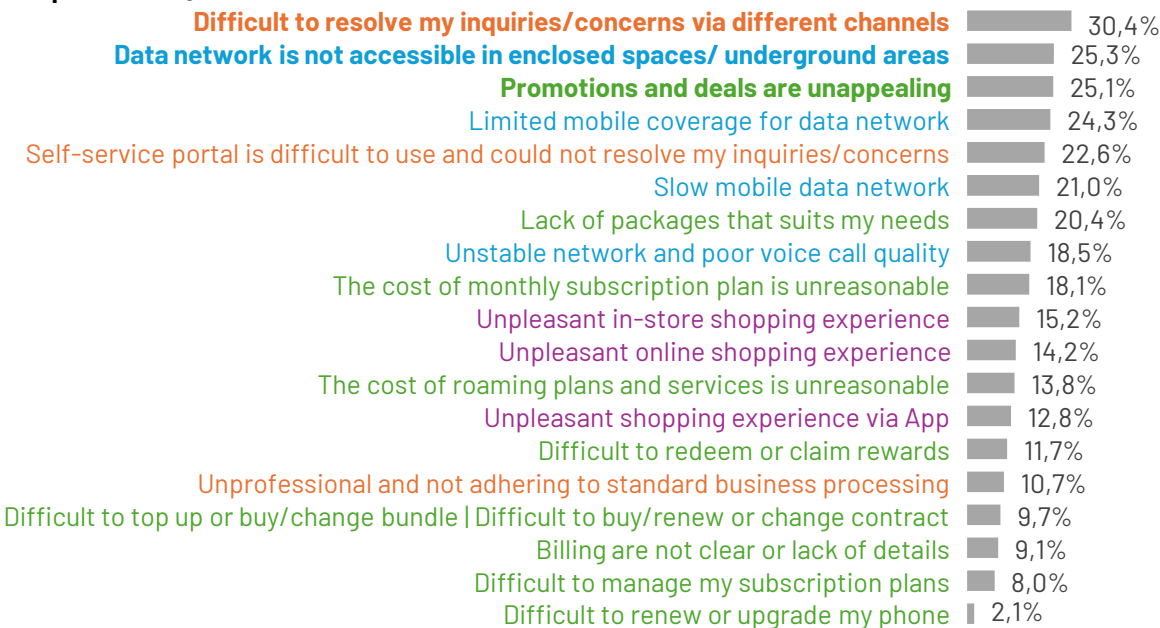 Difficult to resolve my inquiries/concerns via different channels 30,4%
Data network is not accessible in enclosed spaces/ underground areas 25,3%
Promotions and deals are unappealing 25,1%
Limited mobile coverage for data network 24,3%
Self-service portal is difficult to use and could not resolve my inquiries/concerns 22,6%
Slow mobile data network 21,0%
Lack of packages that suits my needs 20,4%
Unstable network and poor voice call quality 18,5%
The cost of monthly subscription plan is unreasonable 18,1%
Unpleasant in-store shopping experience 15,2%
Unpleasant online shopping experience 14,2%
The cost of roaming plans and services is unreasonable 13,8%
Unpleasant shopping experience via App 12,8%
Difficult to redeem or claim rewards 11,7%
Unprofessional and not adhering to standard business processing 10,7%
Difficult to top up or buy/change bundle | Difficult to buy/renew or change contract 9,7%
Billing are not clear or lack of details 9,1%
Difficult to manage my subscription plans 8,0%
Difficult to renew or upgrade my phone 2,1%